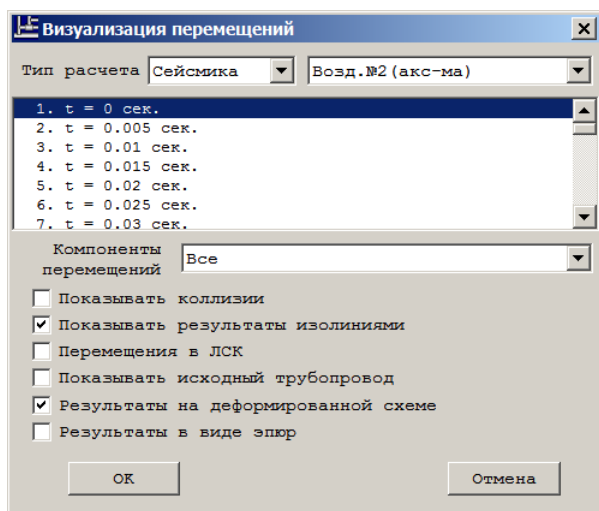 Визуализация перемещений
Тип расчета Сейсмика Возд.№2(акс-ма)
1. t = 0 сек.
2. t = 0.005 сек.
3. t = 0.01 сек.
4. t = 0.015 сек.
5. t = 0.02 сек.
6. t = 0.025 сек.
7. t = 0.03 сек.
Компоненты
перемещений
Все
Показывать коллизии
Показывать результаты изолиниями
Перемещения в ЛСК
Показывать исходный трубопровод
Результаты на деформированной схеме
Результаты в виде эпюр
OK Отмена